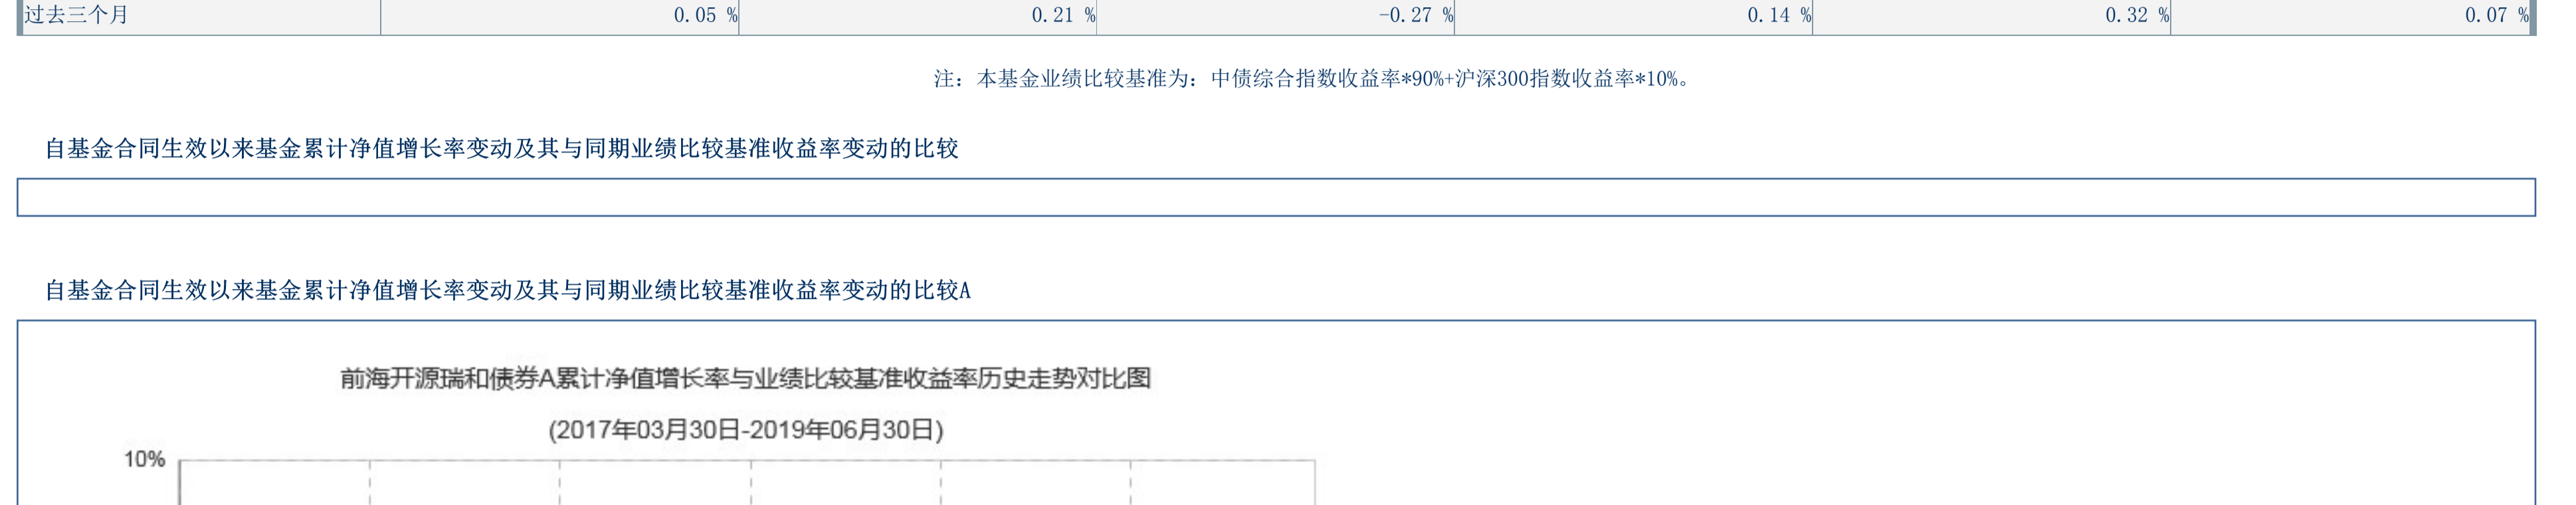 过去三个月 0.05 % 0.21 % -0.27 % 0.14 % 0.32 % 0.07 %
注：本基金业绩比较基准为：中债综合指数收益率*90%+沪深300指数收益率*10%。
自基金合同生效以来基金累计净值增长率变动及其与同期业绩比较基准收益率变动的比较
自基金合同生效以来基金累计净值增长率变动及其与同期业绩比较基准收益率变动的比较A
前海开源瑞和债券A累计净值增长率与业绩比较基准收益率历史走势对比图
(2017年03月30日-2019年06月30日)
10%